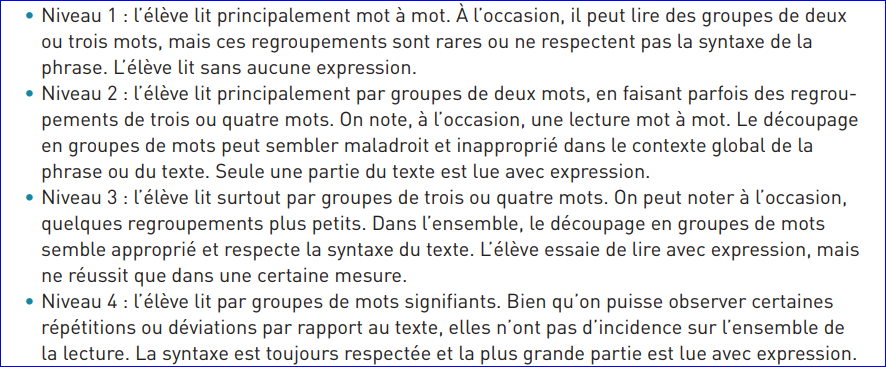 • Niveau 1 : l’élève lit principalement mot à mot. À l’occasion, il peut lire des groupes de deux
ou trois mots, mais ces regroupements sont rares ou ne respectent pas la syntaxe de la
phrase. L’élève lit sans aucune expression.
• Niveau 2 : l’élève lit principalement par groupes de deux mots, en faisant parfois des regrou-
pements de trois ou quatre mots. On note, à l’occasion, une lecture mot à mot. Le découpage
en groupes de mots peut sembler maladroit et inapproprié dans le contexte global de la
phrase ou du texte. Seule une partie du texte est lue avec expression.
• Niveau 3 : l’élève lit surtout par groupes de trois ou quatre mots. On peut noter à l’occasion,
quelques regroupements plus petits. Dans l’ensemble, le découpage en groupes de mots
semble approprié et respecte la syntaxe du texte. L’élève essaie de lire avec expression, mais
ne réussit que dans une certaine mesure.
• Niveau 4 : l’élève lit par groupes de mots signifiants. Bien qu’on puisse observer certaines
répétitions ou déviations par rapport au texte, elles n’ont pas d’incidence sur l’ensemble de
la lecture. La syntaxe est toujours respectée et la plus grande partie est lue avec expression.